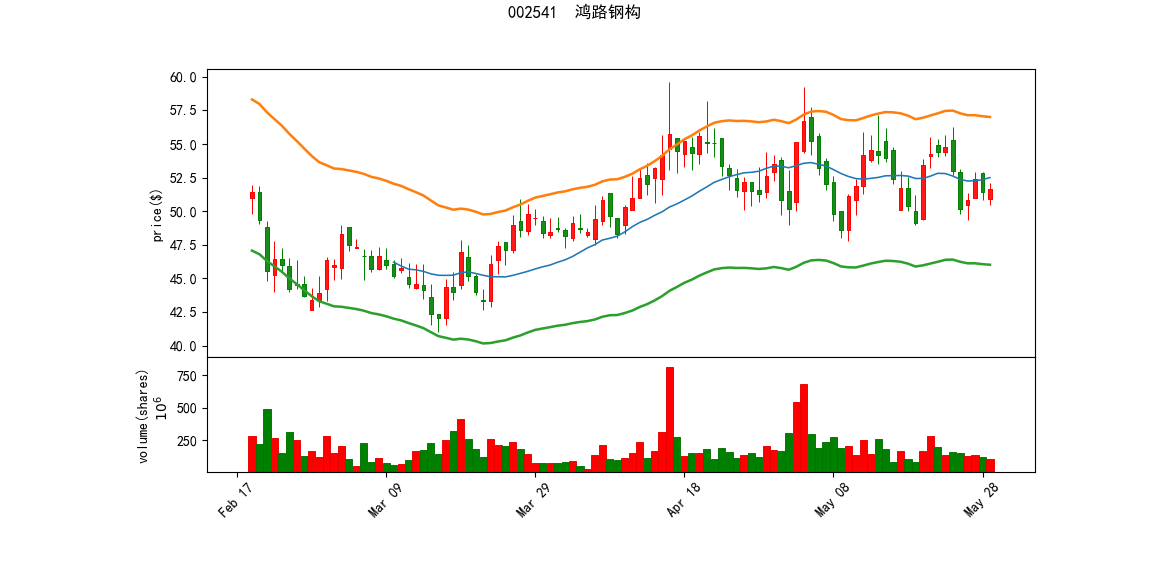 002541 鸿路钢构
60.0
57.5
55.0
52.5
50.0
47.5
45.0
42.5
40.0
price($)
750
500
250
volume(shares)
10^6
Feb 17
Mar 09
Mar 29
Apr 18
May 08
May 28